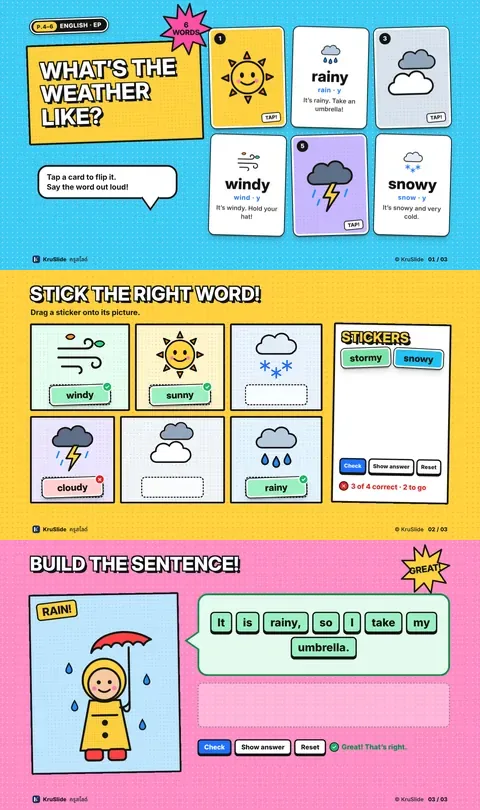 P.4–6 ENGLISH · EP
6
WORDS
WHAT'S THE
WEATHER
LIKE?
Tap a card to flip it.
Say the word out loud!
1
TAP!
rainy
rain · y
It's rainy. Take an
umbrella!
3
TAP!
windy
wind · y
It's windy. Hold your
hat!
5
TAP!
snowy
snow · y
It's snowy and very
cold.
KruSlide ครูสไลด์
© KruSlide 01 / 03
STICK THE RIGHT WORD!
Drag a sticker onto its picture.
windy
sunny
cloudy
rainy
STICKERS
stormy snowy
Check Show answer Reset
3 of 4 correct · 2 to go
KruSlide ครูสไลด์
© KruSlide 02 / 03
BUILD THE SENTENCE!
GREAT!
RAIN!
It is rainy, so I take my
umbrella.
Check Show answer Reset Great! That's right.
KruSlide ครูสไลด์
© KruSlide 03 / 03